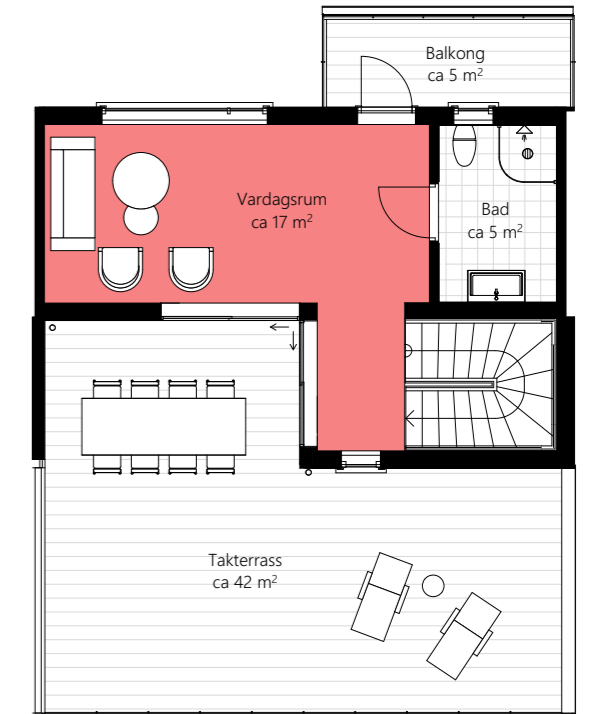 Balkong
ca 5 m²
Vardagsrum
ca 17 m²
Bad
ca 5 m²
Takterrass
ca 42 m²